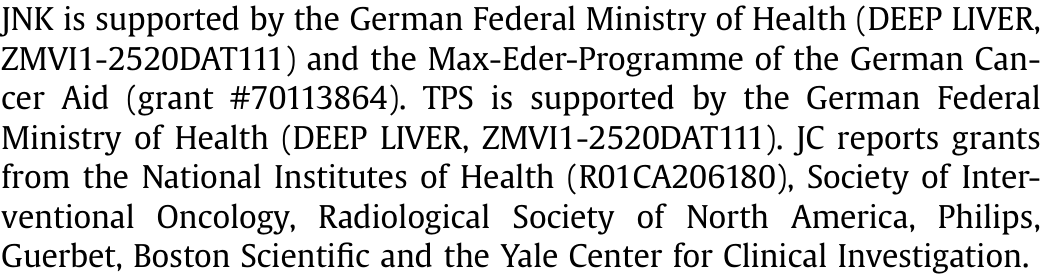 JNK is supported by the German Federal Ministry of Health (DEEP LIVER,
ZMVI1-2520DAT111) and the Max-Eder-Programme of the German Can-
cer Aid (grant #70113864). TPS is supported by the German Federal
Ministry of Health (DEEP LIVER, ZMVI1-2520DAT111). JC reports grants
from the National Institutes of Health (R01CA206180), Society of Inter-
ventional Oncology, Radiological Society of North America, Philips,
Guerbet, Boston Scientific and the Yale Center for Clinical Investigation.